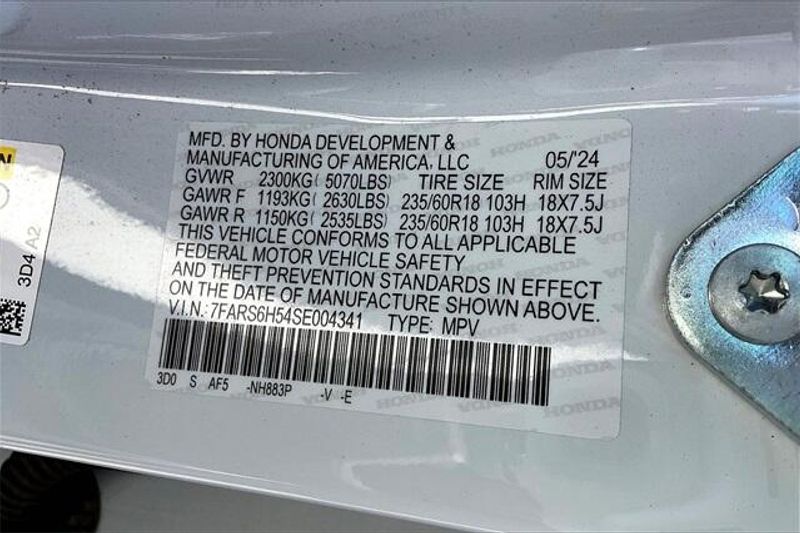 MFD. BY HONDA DEVELOPMENT &
MANUFACTURING OF AMERICA, LLC 05/'24
GVWR 2300KG( 5070LBS) TIRE SIZE RIM SIZE
GAWR F 1193KG( 2630LBS) 235/60R18 103H 18X7.5J
GAWR R 1150KG( 2535LBS) 235/60R18 103H 18X7.5J
THIS VEHICLE CONFORMS TO ALL APPLICABLE
FEDERAL MOTOR VEHICLE SAFETY
AND THEFT PREVENTION STANDARDS IN EFFECT
ON THE DATE OF MANUFACTURE SHOWN ABOVE.
V.I.N.: 7FARS6H54SE004341 TYPE: MPV
3D0 S AF5 -NH883P -V -E
HONDA
3D4 A2